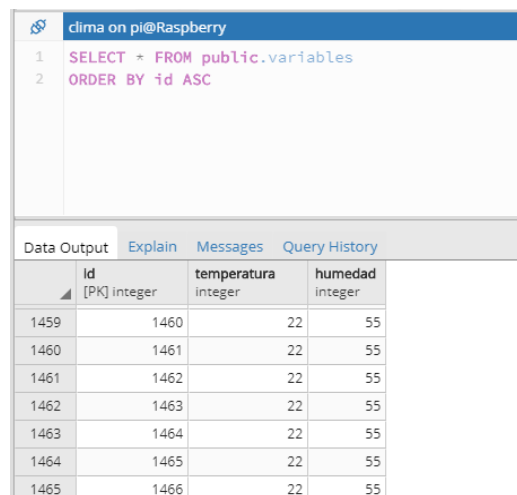 clima on pi@Raspberry
1 SELECT * FROM public.variables
2 ORDER BY id ASC
Data Output Explain Messages Query History
id temperatura humedad
[PK] integer integer integer
1459 1460 22 55
1460 1461 22 55
1461 1462 22 55
1462 1463 22 55
1463 1464 22 55
1464 1465 22 55
1465 1466 22 55